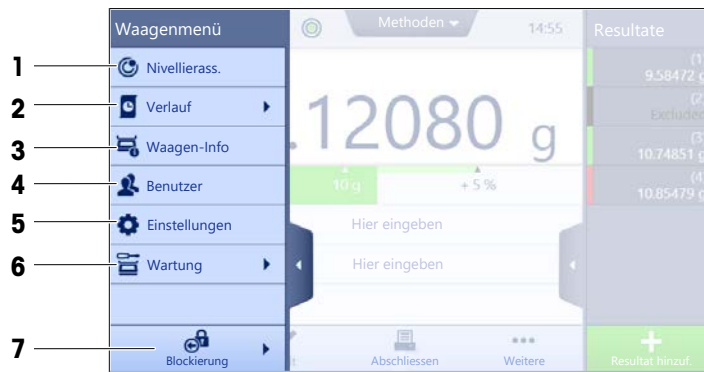 Waagenmenü
Methoden
14:55
Resultate
1
Nivellierass.
(1)
9.58472 g
2
Verlauf
(2)
Excluded
.12080 g
3
Waagen-Info
(3)
10.74851 g
4
Benutzer
10 g
+ 5 %
(4)
10.85479 g
5
Einstellungen
Hier eingeben
6
Wartung
Hier eingeben
7
Blockierung
Abschliessen
Weitere
Resultat hinzuf.